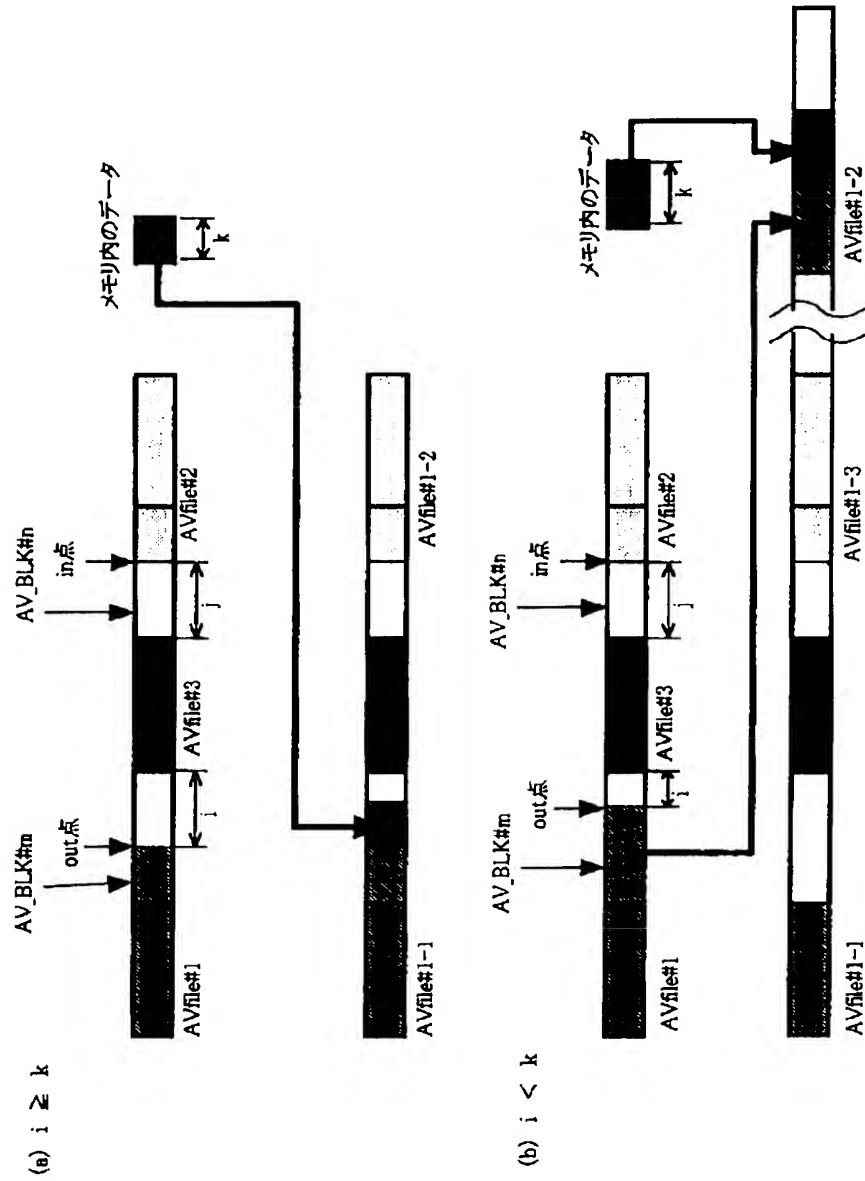 (a) i ≧ k
AV_BLK#m
AV_BLK#n
out点
in点
メモリ内のデータ
i
j
k
AVfile#1
AVfile#3
AVfile#2
AVfile#1-1
AVfile#1-2
(b) i < k
AV_BLK#m
AV_BLK#n
out点
in点
メモリ内のデータ
i
j
k
AVfile#1
AVfile#3
AVfile#2
AVfile#1-1
AVfile#1-3
AVfile#1-2